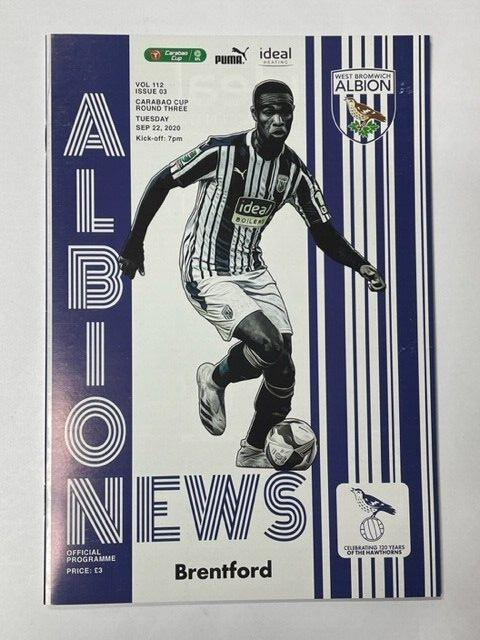 Carabao Cup
EFL
PUMA
ideal
HEATING
WEST BROMWICH
ALBION
VOL 112
ISSUE 03
CARABAO CUP
ROUND THREE
TUESDAY
SEP 22, 2020
Kick-off: 7pm
ideal
BOILERS
ALBION
NEWS
OFFICIAL
PROGRAMME
PRICE: £3
Brentford
CELEBRATING 120 YEARS
OF THE HAWTHORNS